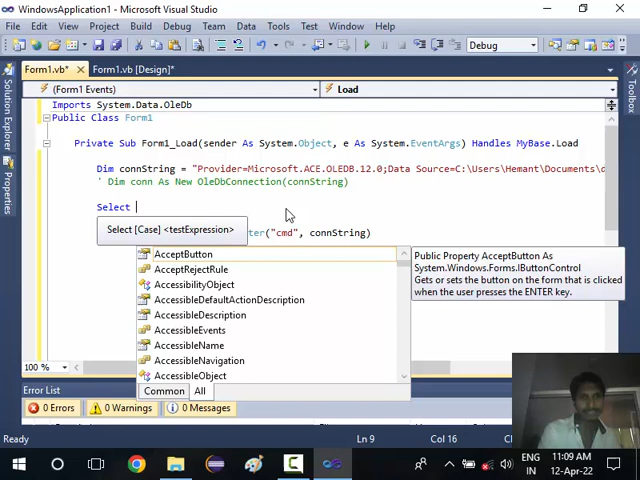 WindowsApplication1 - Microsoft Visual Studio
File Edit View Project Build Debug Team Data Tools Test Window Help
Debug
Form1.vb* Form1.vb [Design]*
(Form1 Events) Load
Solution Explorer
Properties
Toolbox
Imports System.Data.OleDb
Public Class Form1
Private Sub Form1_Load(sender As System.Object, e As System.EventArgs) Handles MyBase.Load
Dim connString = "Provider=Microsoft.ACE.OLEDB.12.0;Data Source=C:\Users\Hemant\Documents\d
' Dim conn As New OleDbConnection(connString)
Select
Select [Case] <testExpression>
ter("cmd", connString)
AcceptButton
AcceptRejectRule
AccessibilityObject
AccessibleDefaultActionDescription
AccessibleDescription
AccessibleEvents
AccessibleName
AccessibleNavigation
AccessibleObject
Common All
Public Property AcceptButton As
System.Windows.Forms.IButtonControl
Gets or sets the button on the form that is clicked
when the user presses the ENTER key.
100 %
Error List
0 Errors 0 Warnings 0 Messages
Ready Ln 9 Col 16
ENG 11:09 AM
IN 12-Apr-22